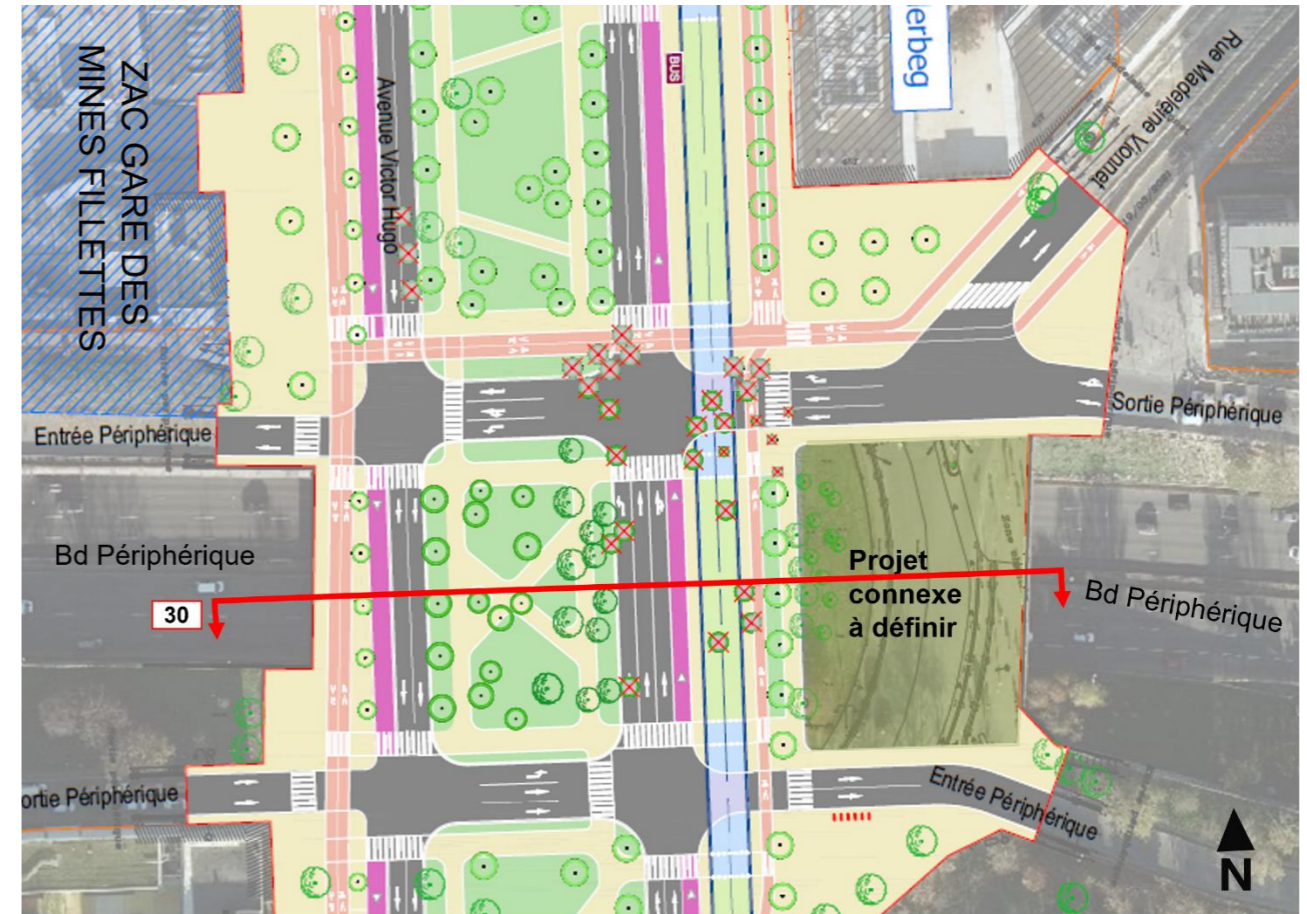 ZAC GARE DES
MINES FILLETTES
Avenue Victor Hugo
BUS
erbeg
Rue Madeleine Vionnet
Entrée Périphérique
Sortie Périphérique
Bd Périphérique
30
Projet
connexe
à définir
Bd Périphérique
ortie Périphérique
Entrée Périphérique
N